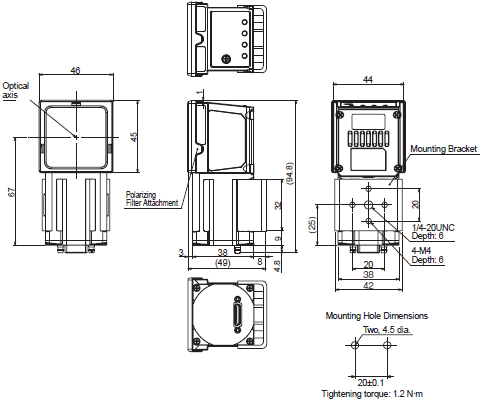 46
Optical
axis
45
67
1
Polarizing
Filter Attachment
(94.8)
32
9
4.8
3
38
8
(49)
44
Mounting Bracket
20
(25)
1/4-20UNC
Depth: 6
4-M4
Depth: 6
20
38
42
Mounting Hole Dimensions
Two, 4.5 dia.
20±0.1
Tightening torque: 1.2 N·m